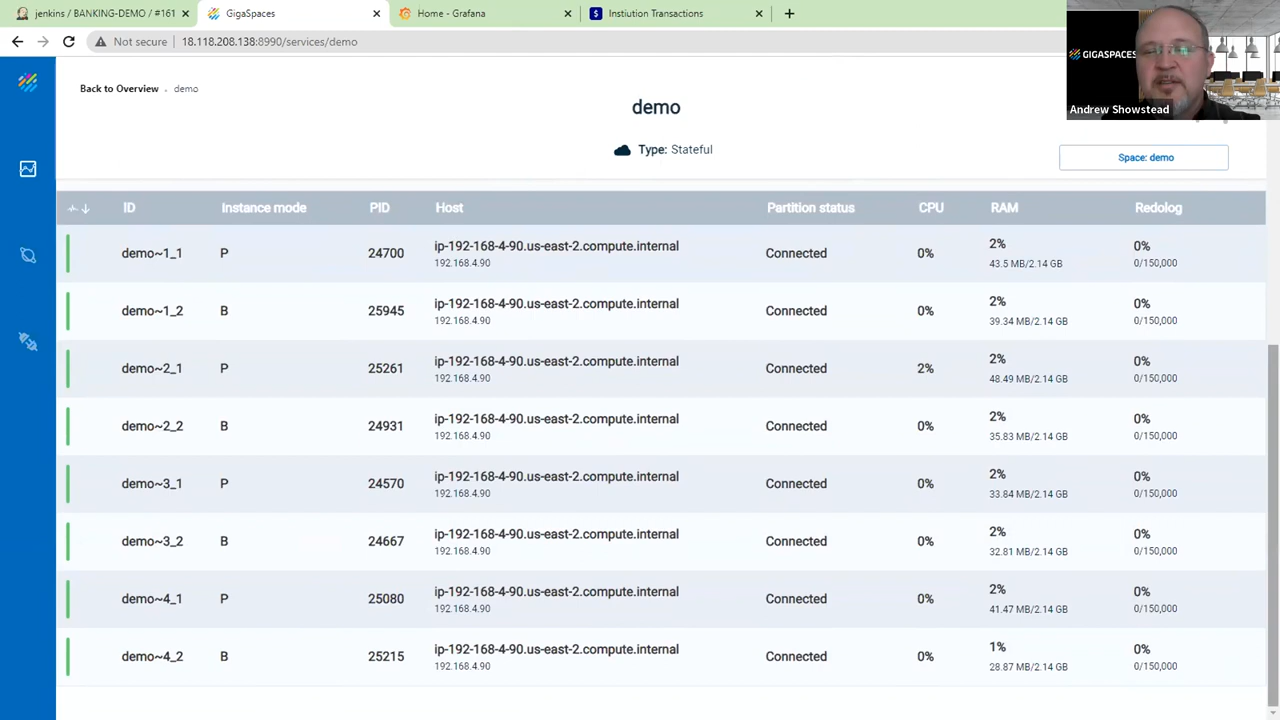 jenkins / BANKING-DEMO / #161
GigaSpaces
Home - Grafana
Instiution Transactions
Not secure
18.118.208.138:8990/services/demo
GIGASPACES
Andrew Showstead
Back to Overview
demo
demo
Type: Stateful
Space: demo
ID Instance mode PID Host Partition status CPU RAM Redolog
demo~1_1 P 24700 ip-192-168-4-90.us-east-2.compute.internal Connected 0% 2% 0%
192.168.4.90 43.5 MB/2.14 GB 0/150,000
demo~1_2 B 25945 ip-192-168-4-90.us-east-2.compute.internal Connected 0% 2% 0%
192.168.4.90 39.34 MB/2.14 GB 0/150,000
demo~2_1 P 25261 ip-192-168-4-90.us-east-2.compute.internal Connected 2% 2% 0%
192.168.4.90 48.49 MB/2.14 GB 0/150,000
demo~2_2 B 24931 ip-192-168-4-90.us-east-2.compute.internal Connected 0% 2% 0%
192.168.4.90 35.83 MB/2.14 GB 0/150,000
demo~3_1 P 24570 ip-192-168-4-90.us-east-2.compute.internal Connected 0% 2% 0%
192.168.4.90 33.84 MB/2.14 GB 0/150,000
demo~3_2 B 24667 ip-192-168-4-90.us-east-2.compute.internal Connected 0% 2% 0%
192.168.4.90 32.81 MB/2.14 GB 0/150,000
demo~4_1 P 25080 ip-192-168-4-90.us-east-2.compute.internal Connected 0% 2% 0%
192.168.4.90 41.47 MB/2.14 GB 0/150,000
demo~4_2 B 25215 ip-192-168-4-90.us-east-2.compute.internal Connected 0% 1% 0%
192.168.4.90 28.87 MB/2.14 GB 0/150,000